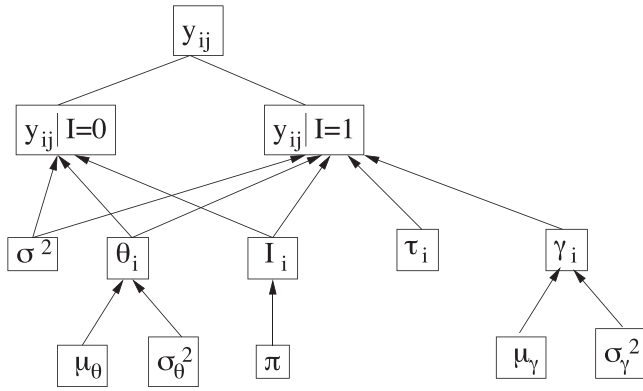 y_ij
y_ij | I=0 y_ij | I=1
σ² θ_i I_i τ_i γ_i
μ_θ σ_θ² π μ_γ σ_γ²